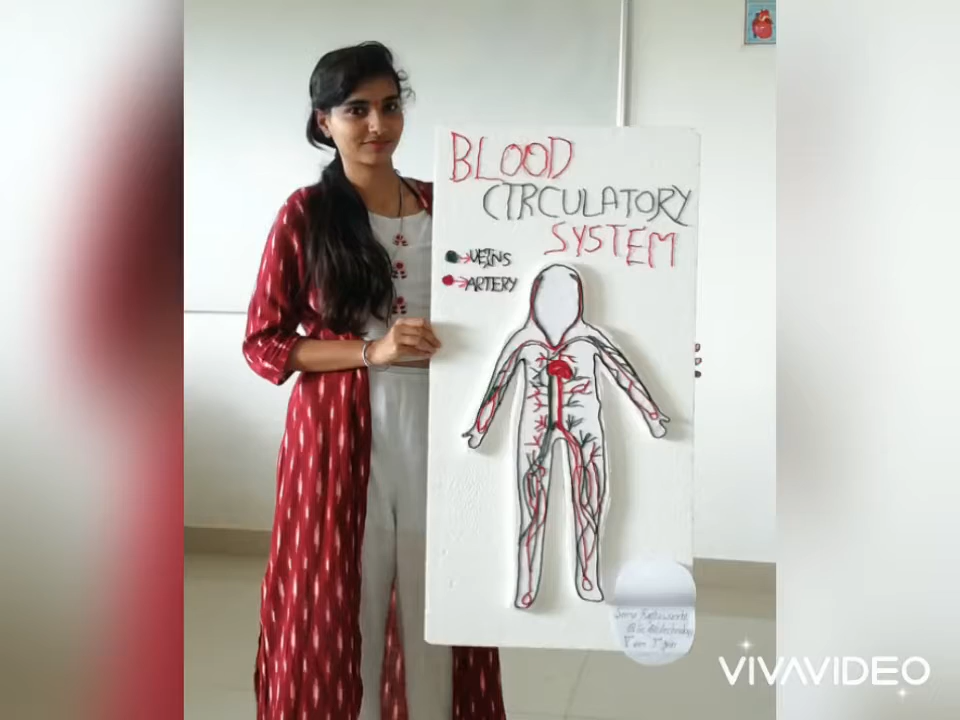 BLOOD
CIRCULATORY
SYSTEM
VEINS
ARTERY
VIVAVIDEO